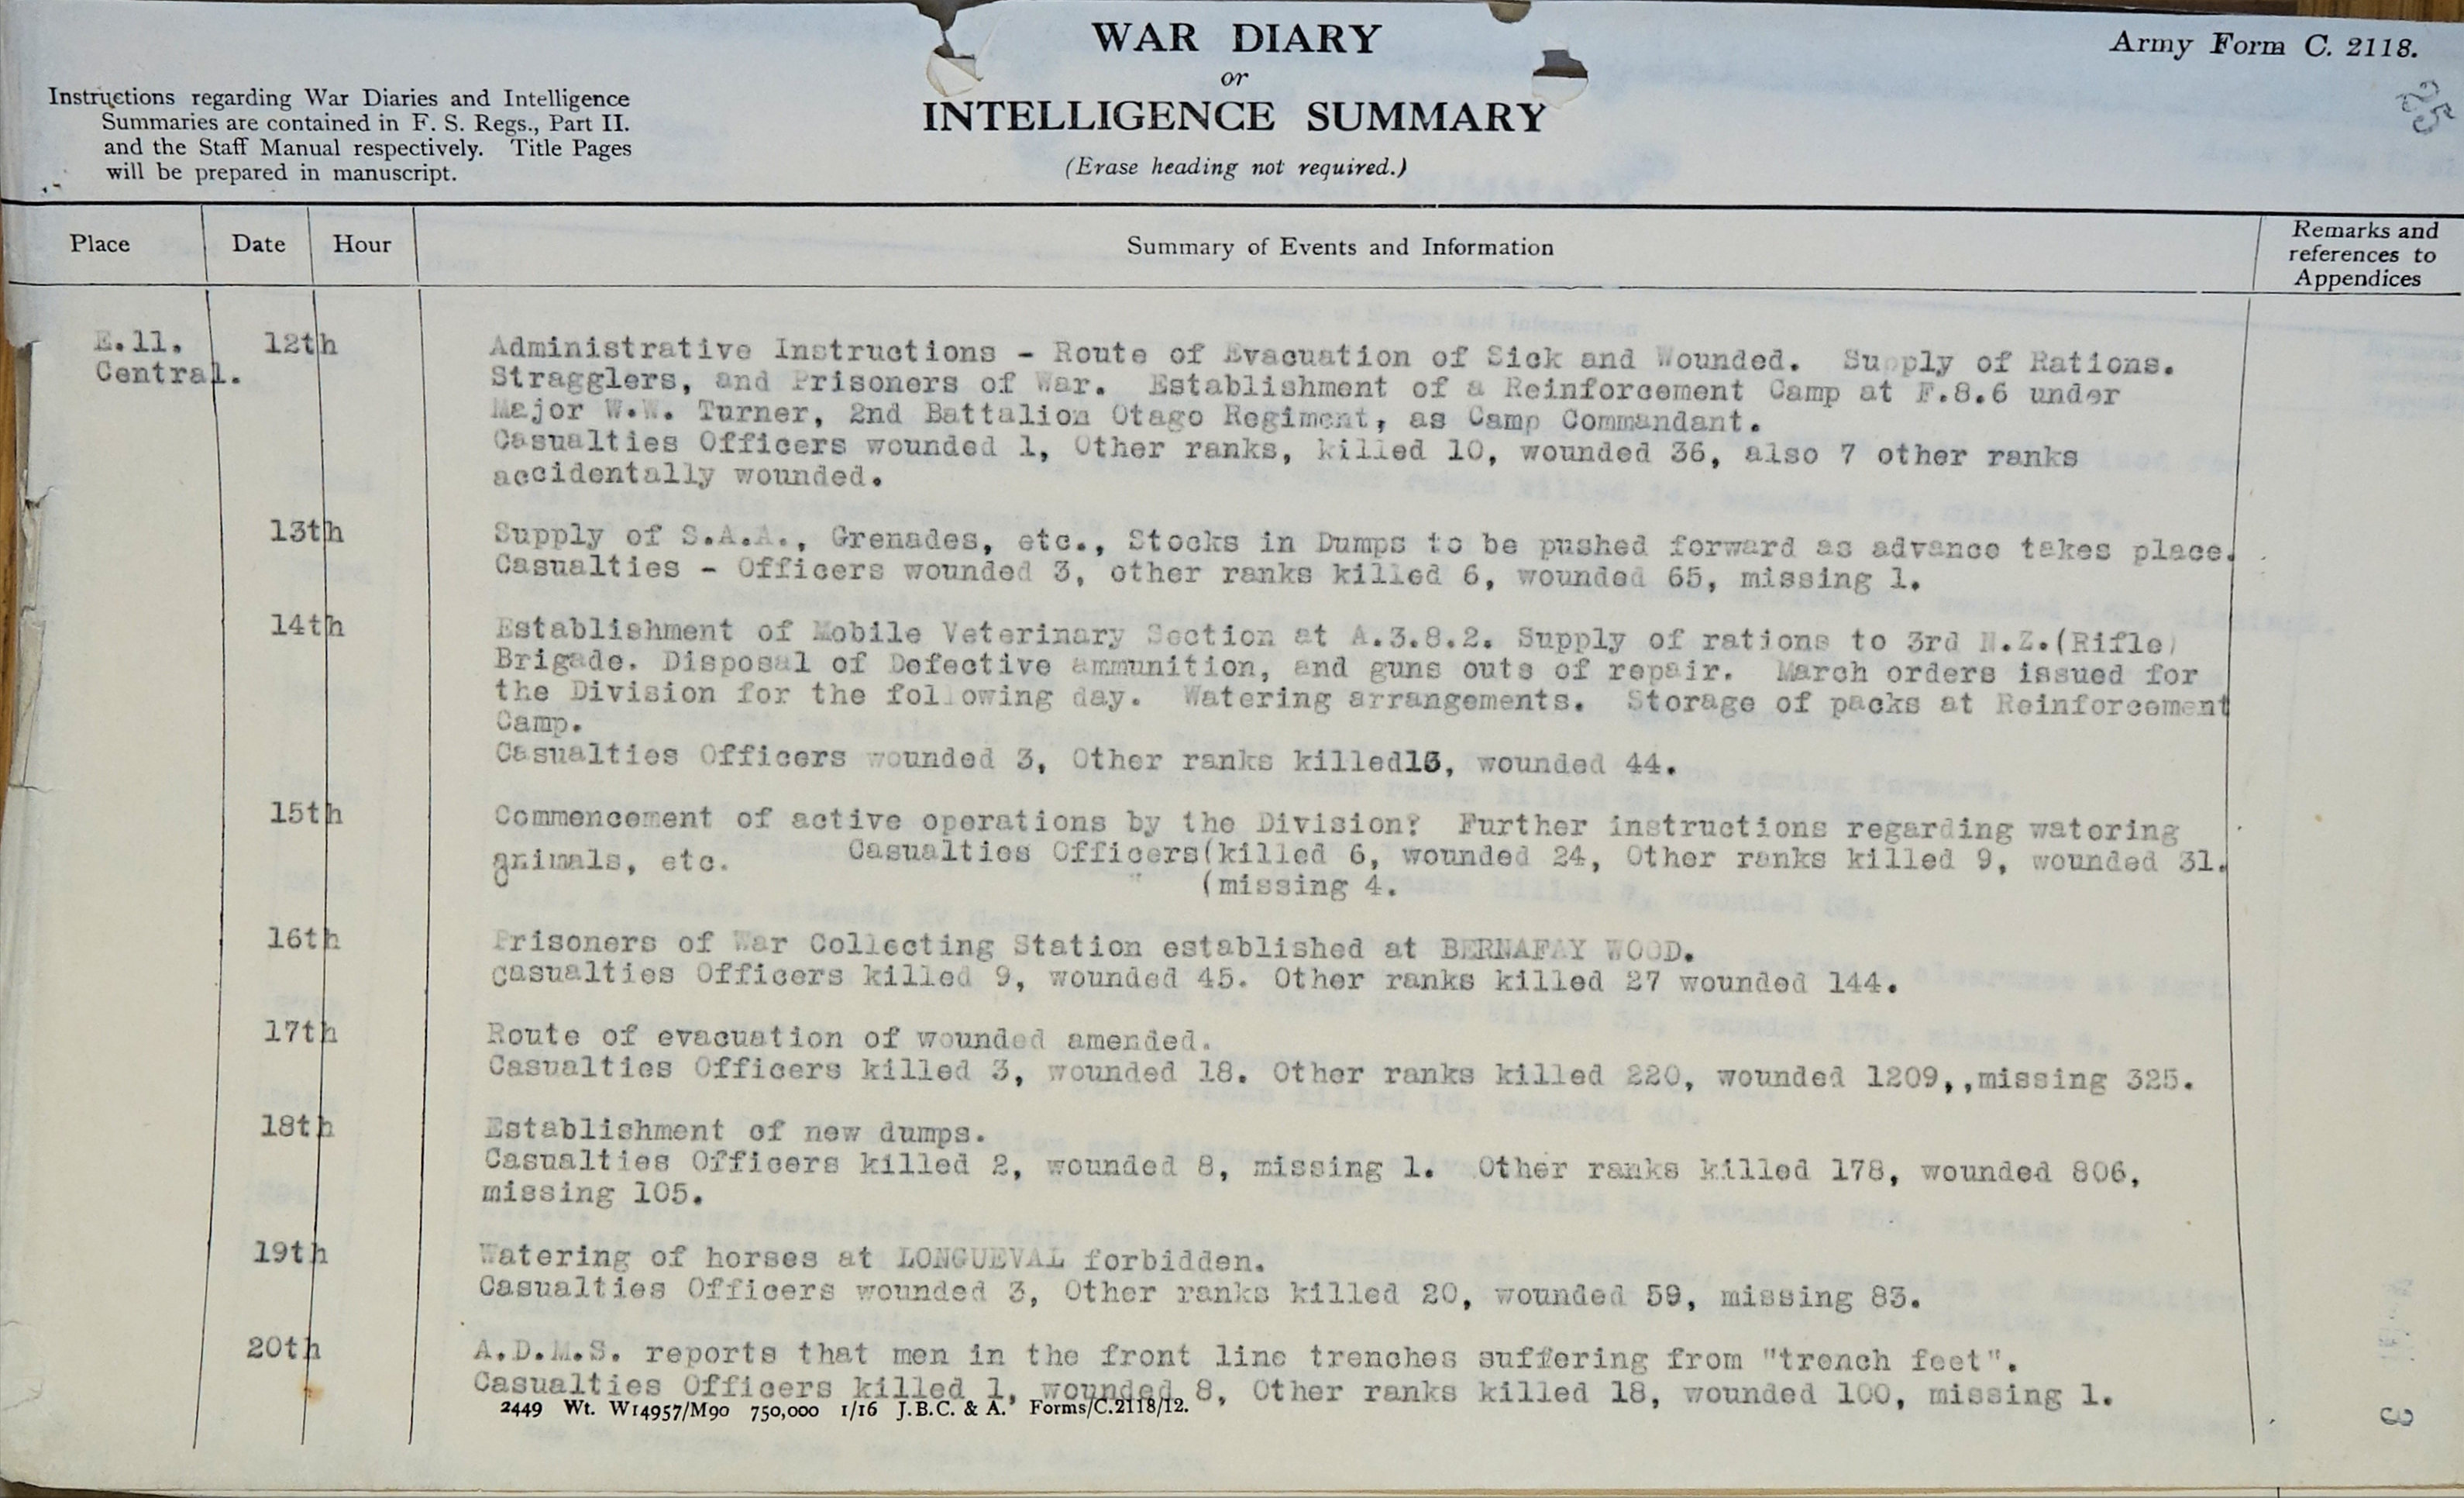 WAR DIARY
or
INTELLIGENCE SUMMARY
(Erase heading not required.)
Army Form C. 2118.
25
Instructions regarding War Diaries and Intelligence
Summaries are contained in F. S. Regs., Part II.
and the Staff Manual respectively. Title Pages
will be prepared in manuscript.
Place Date Hour Summary of Events and Information Remarks and
references to
Appendices
E.11.
Central.
12th
Administrative Instructions - Route of Evacuation of Sick and Wounded. Supply of Rations.
Stragglers, and Prisoners of War. Establishment of a Reinforcement Camp at F.8.6 under
Major W.W. Turner, 2nd Battalion Otago Regiment, as Camp Commandant.
Casualties Officers wounded 1, Other ranks, killed 10, wounded 36, also 7 other ranks
accidentally wounded.
13th
Supply of S.A.A., Grenades, etc., Stocks in Dumps to be pushed forward as advance takes place.
Casualties - Officers wounded 3, other ranks killed 6, wounded 65, missing 1.
14th
Establishment of Mobile Veterinary Section at A.3.8.2. Supply of rations to 3rd N.Z.(Rifle)
Brigade. Disposal of Defective ammunition, and guns outs of repair. March orders issued for
the Division for the following day. Watering arrangements. Storage of packs at Reinforcement
Camp.
Casualties Officers wounded 3, Other ranks killed13, wounded 44.
15th
Commencement of active operations by the Division? Further instructions regarding watering
animals, etc. Casualties Officers(killed 6, wounded 24, Other ranks killed 9, wounded 31.
" (missing 4.
16th
Prisoners of War Collecting Station established at BERNAFAY WOOD.
casualties Officers killed 9, wounded 45. Other ranks killed 27 wounded 144.
17th
Route of evacuation of wounded amended.
Casualties Officers killed 3, wounded 18. Other ranks killed 220, wounded 1209,,missing 325.
18th
Establishment of new dumps.
Casualties Officers killed 2, wounded 8, missing 1. Other ranks killed 178, wounded 806,
missing 105.
19th
Watering of horses at LONGUEVAL forbidden.
Casualties Officers wounded 3, Other ranks killed 20, wounded 59, missing 83.
20th
A.D.M.S. reports that men in the front line trenches suffering from "trench feet".
Casualties Officers killed 1, wounded 8, Other ranks killed 18, wounded 100, missing 1.
2449 Wt. W14957/M90 750,000 1/16 J.B.C. & A. Forms/C.2118/12.
3